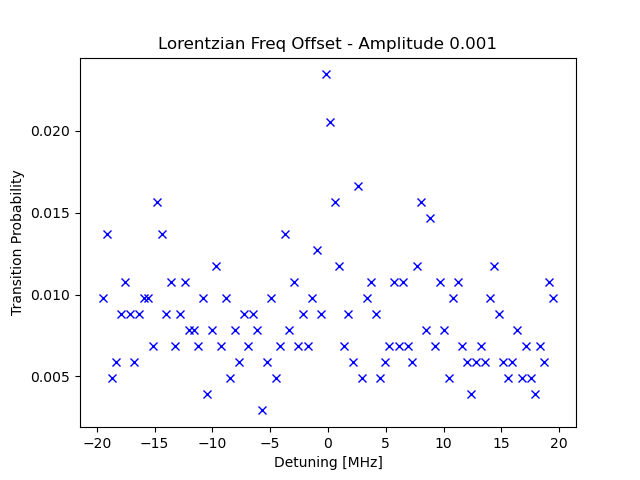 Lorentzian Freq Offset - Amplitude 0.001
Transition Probability
0.020
0.015
0.010
0.005
−20 −15 −10 −5 0 5 10 15 20
Detuning [MHz]